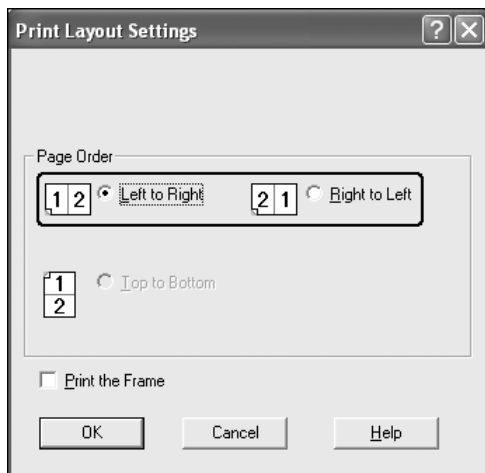 Print Layout Settings
Page Order
1 2 Left to Right 2 1 Right to Left
1
2
Top to Bottom
Print the Frame
OK Cancel Help